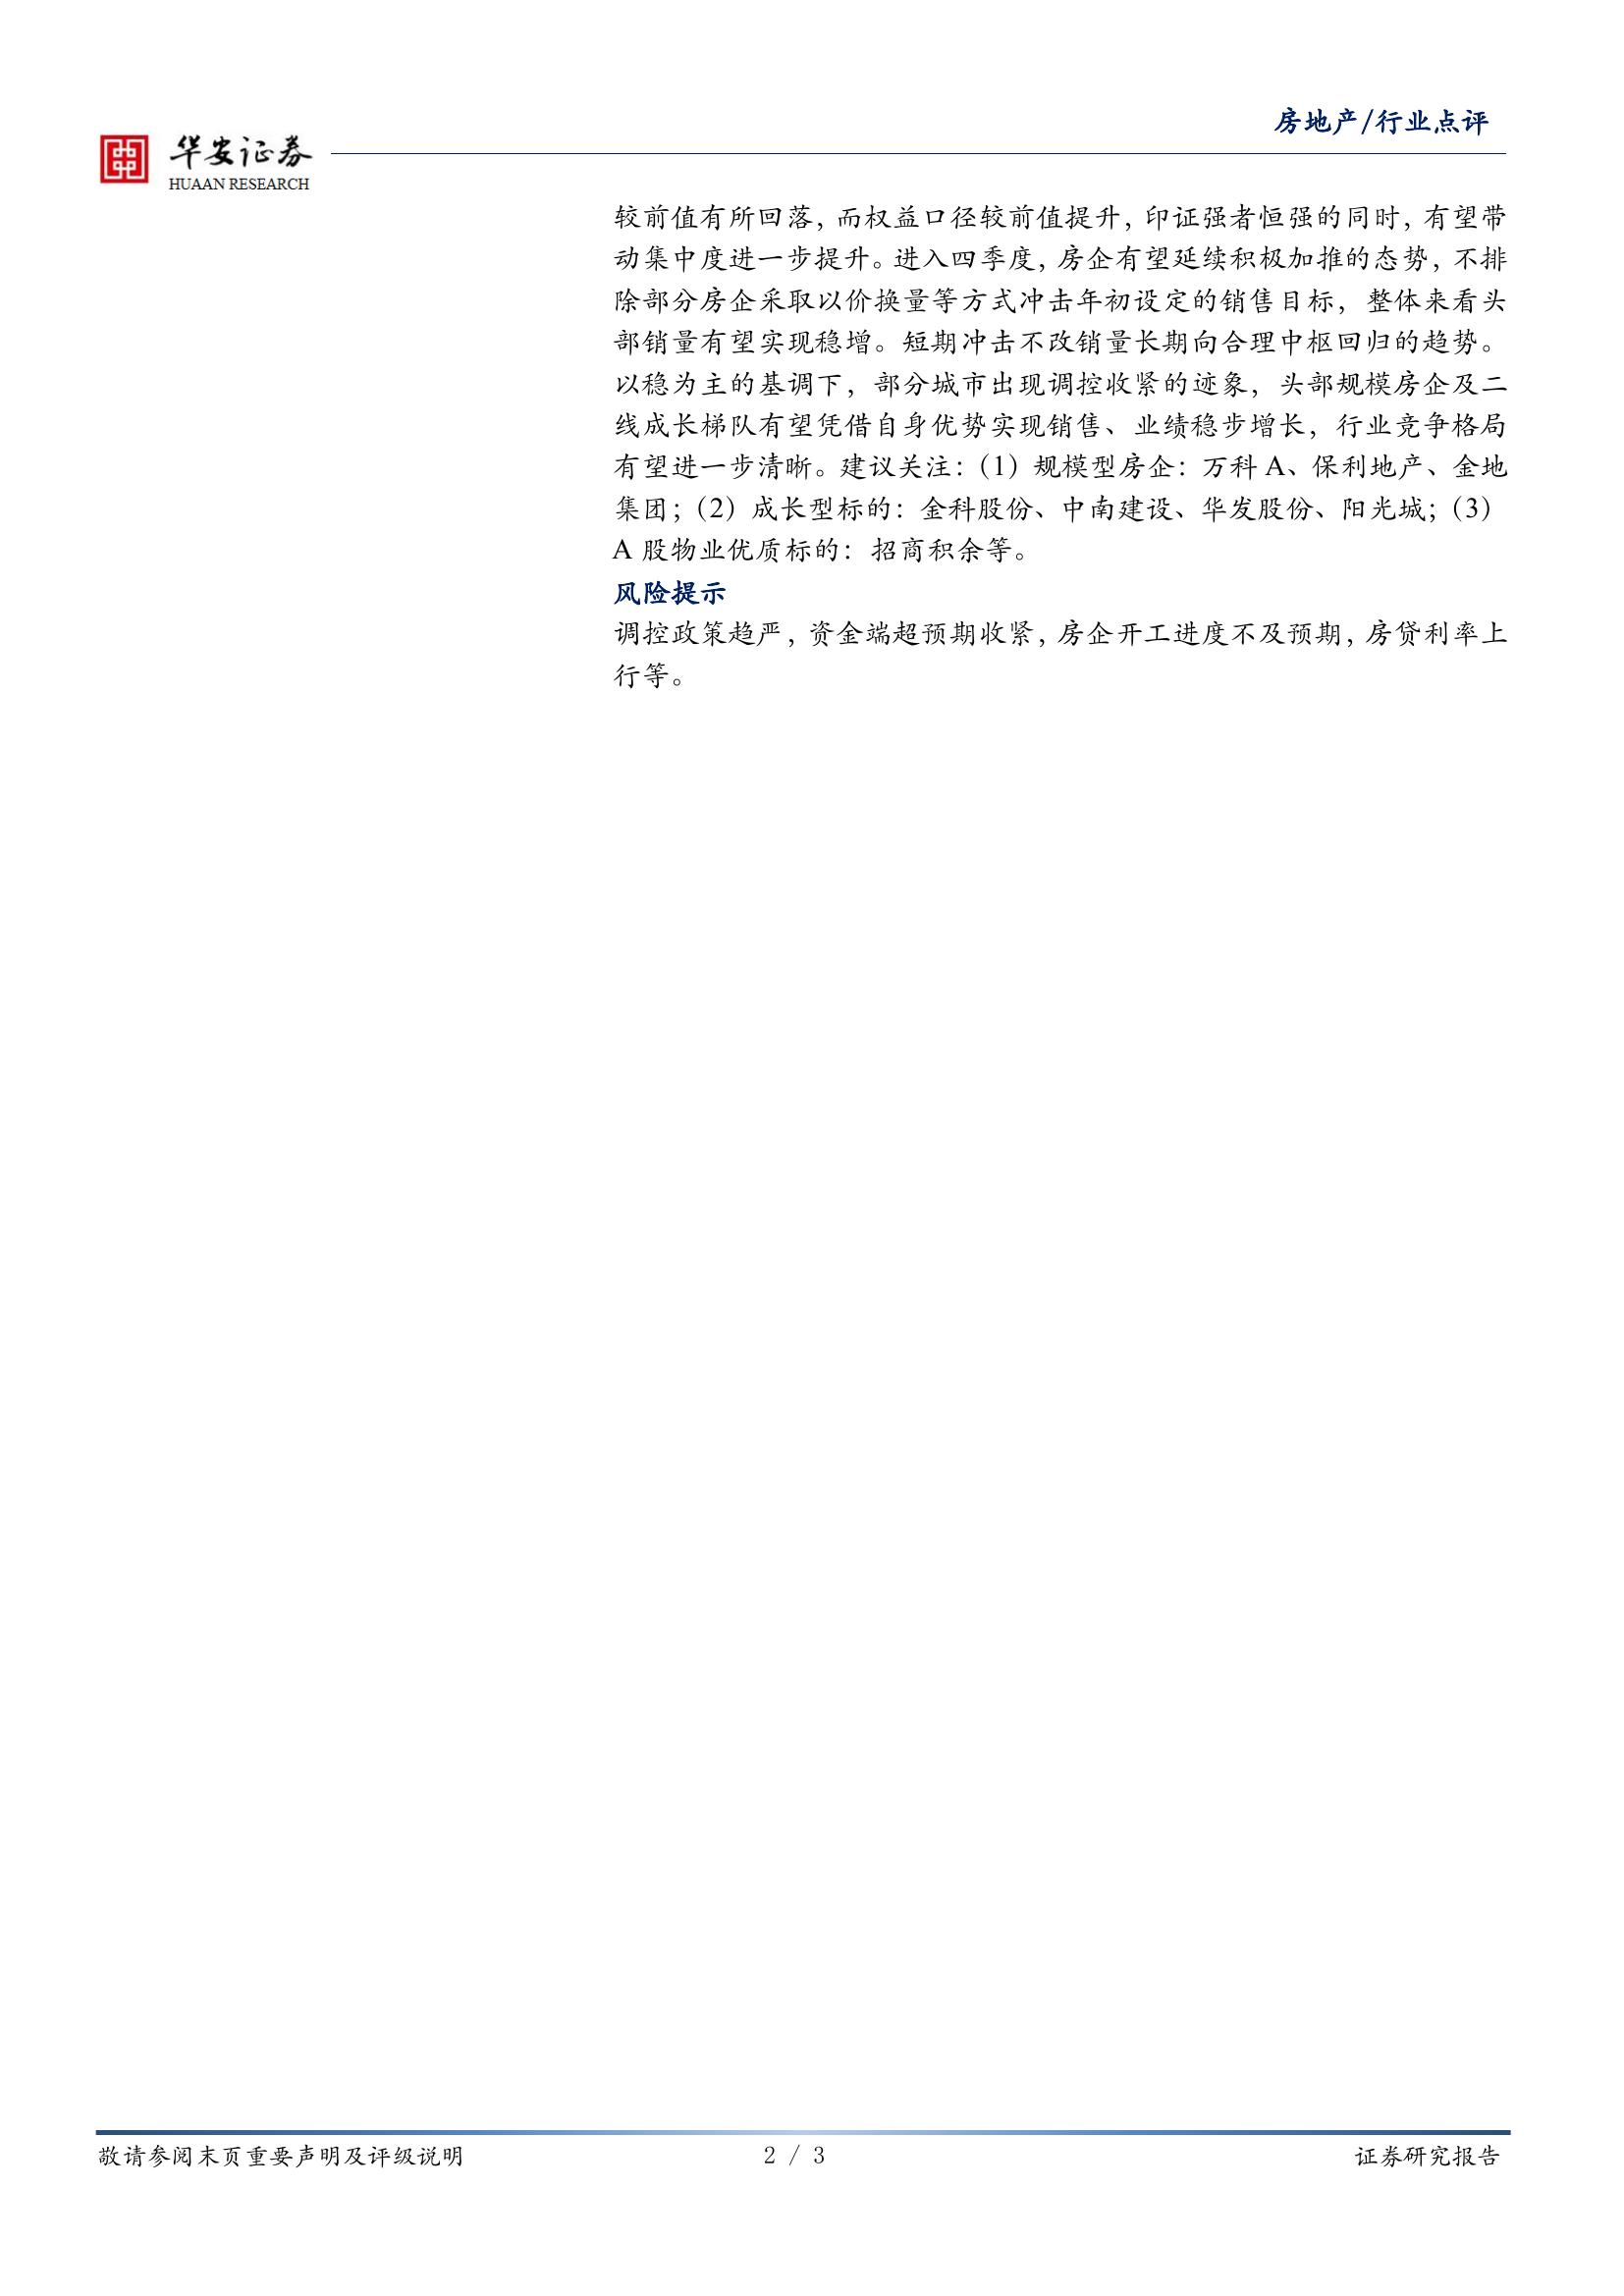 房地产/行业点评
华安证券
HUAAN RESEARCH
较前值有所回落，而权益口径较前值提升，印证强者恒强的同时，有望带
动集中度进一步提升。进入四季度，房企有望延续积极加推的态势，不排
除部分房企采取以价换量等方式冲击年初设定的销售目标，整体来看头
部销量有望实现稳增。短期冲击不改销量长期向合理中枢回归的趋势。
以稳为主的基调下，部分城市出现调控收紧的迹象，头部规模房企及二
线成长梯队有望凭借自身优势实现销售、业绩稳步增长，行业竞争格局
有望进一步清晰。建议关注：（1）规模型房企：万科 A、保利地产、金地
集团；（2）成长型标的：金科股份、中南建设、华发股份、阳光城；（3）
A 股物业优质标的：招商积余等。
风险提示
调控政策趋严，资金端超预期收紧，房企开工进度不及预期，房贷利率上
行等。
敬请参阅末页重要声明及评级说明
2 / 3
证券研究报告